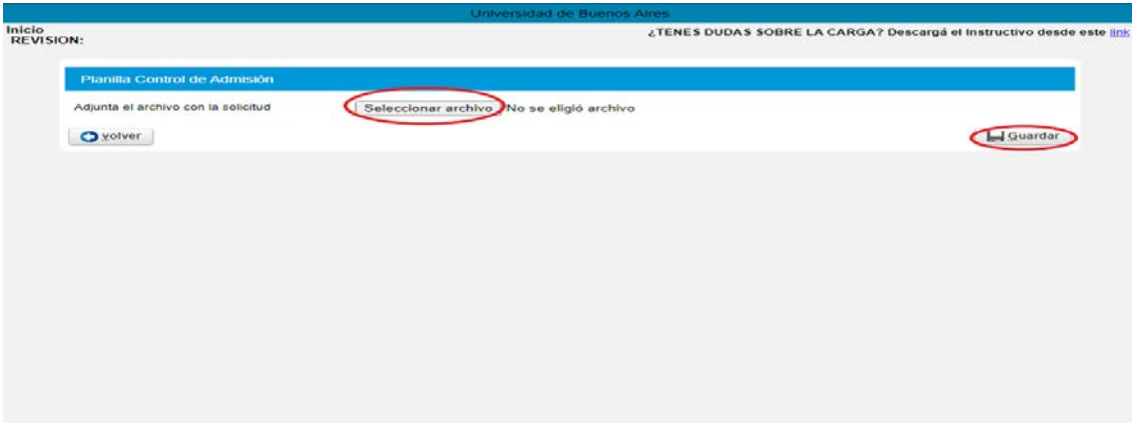 Universidad de Buenos Aires
Inicio
REVISION:
¿TENES DUDAS SOBRE LA CARGA? Descargá el Instructivo desde este link
Planilla Control de Admisión
Adjunta el archivo con la solicitud
Seleccionar archivo No se eligió archivo
volver
Guardar